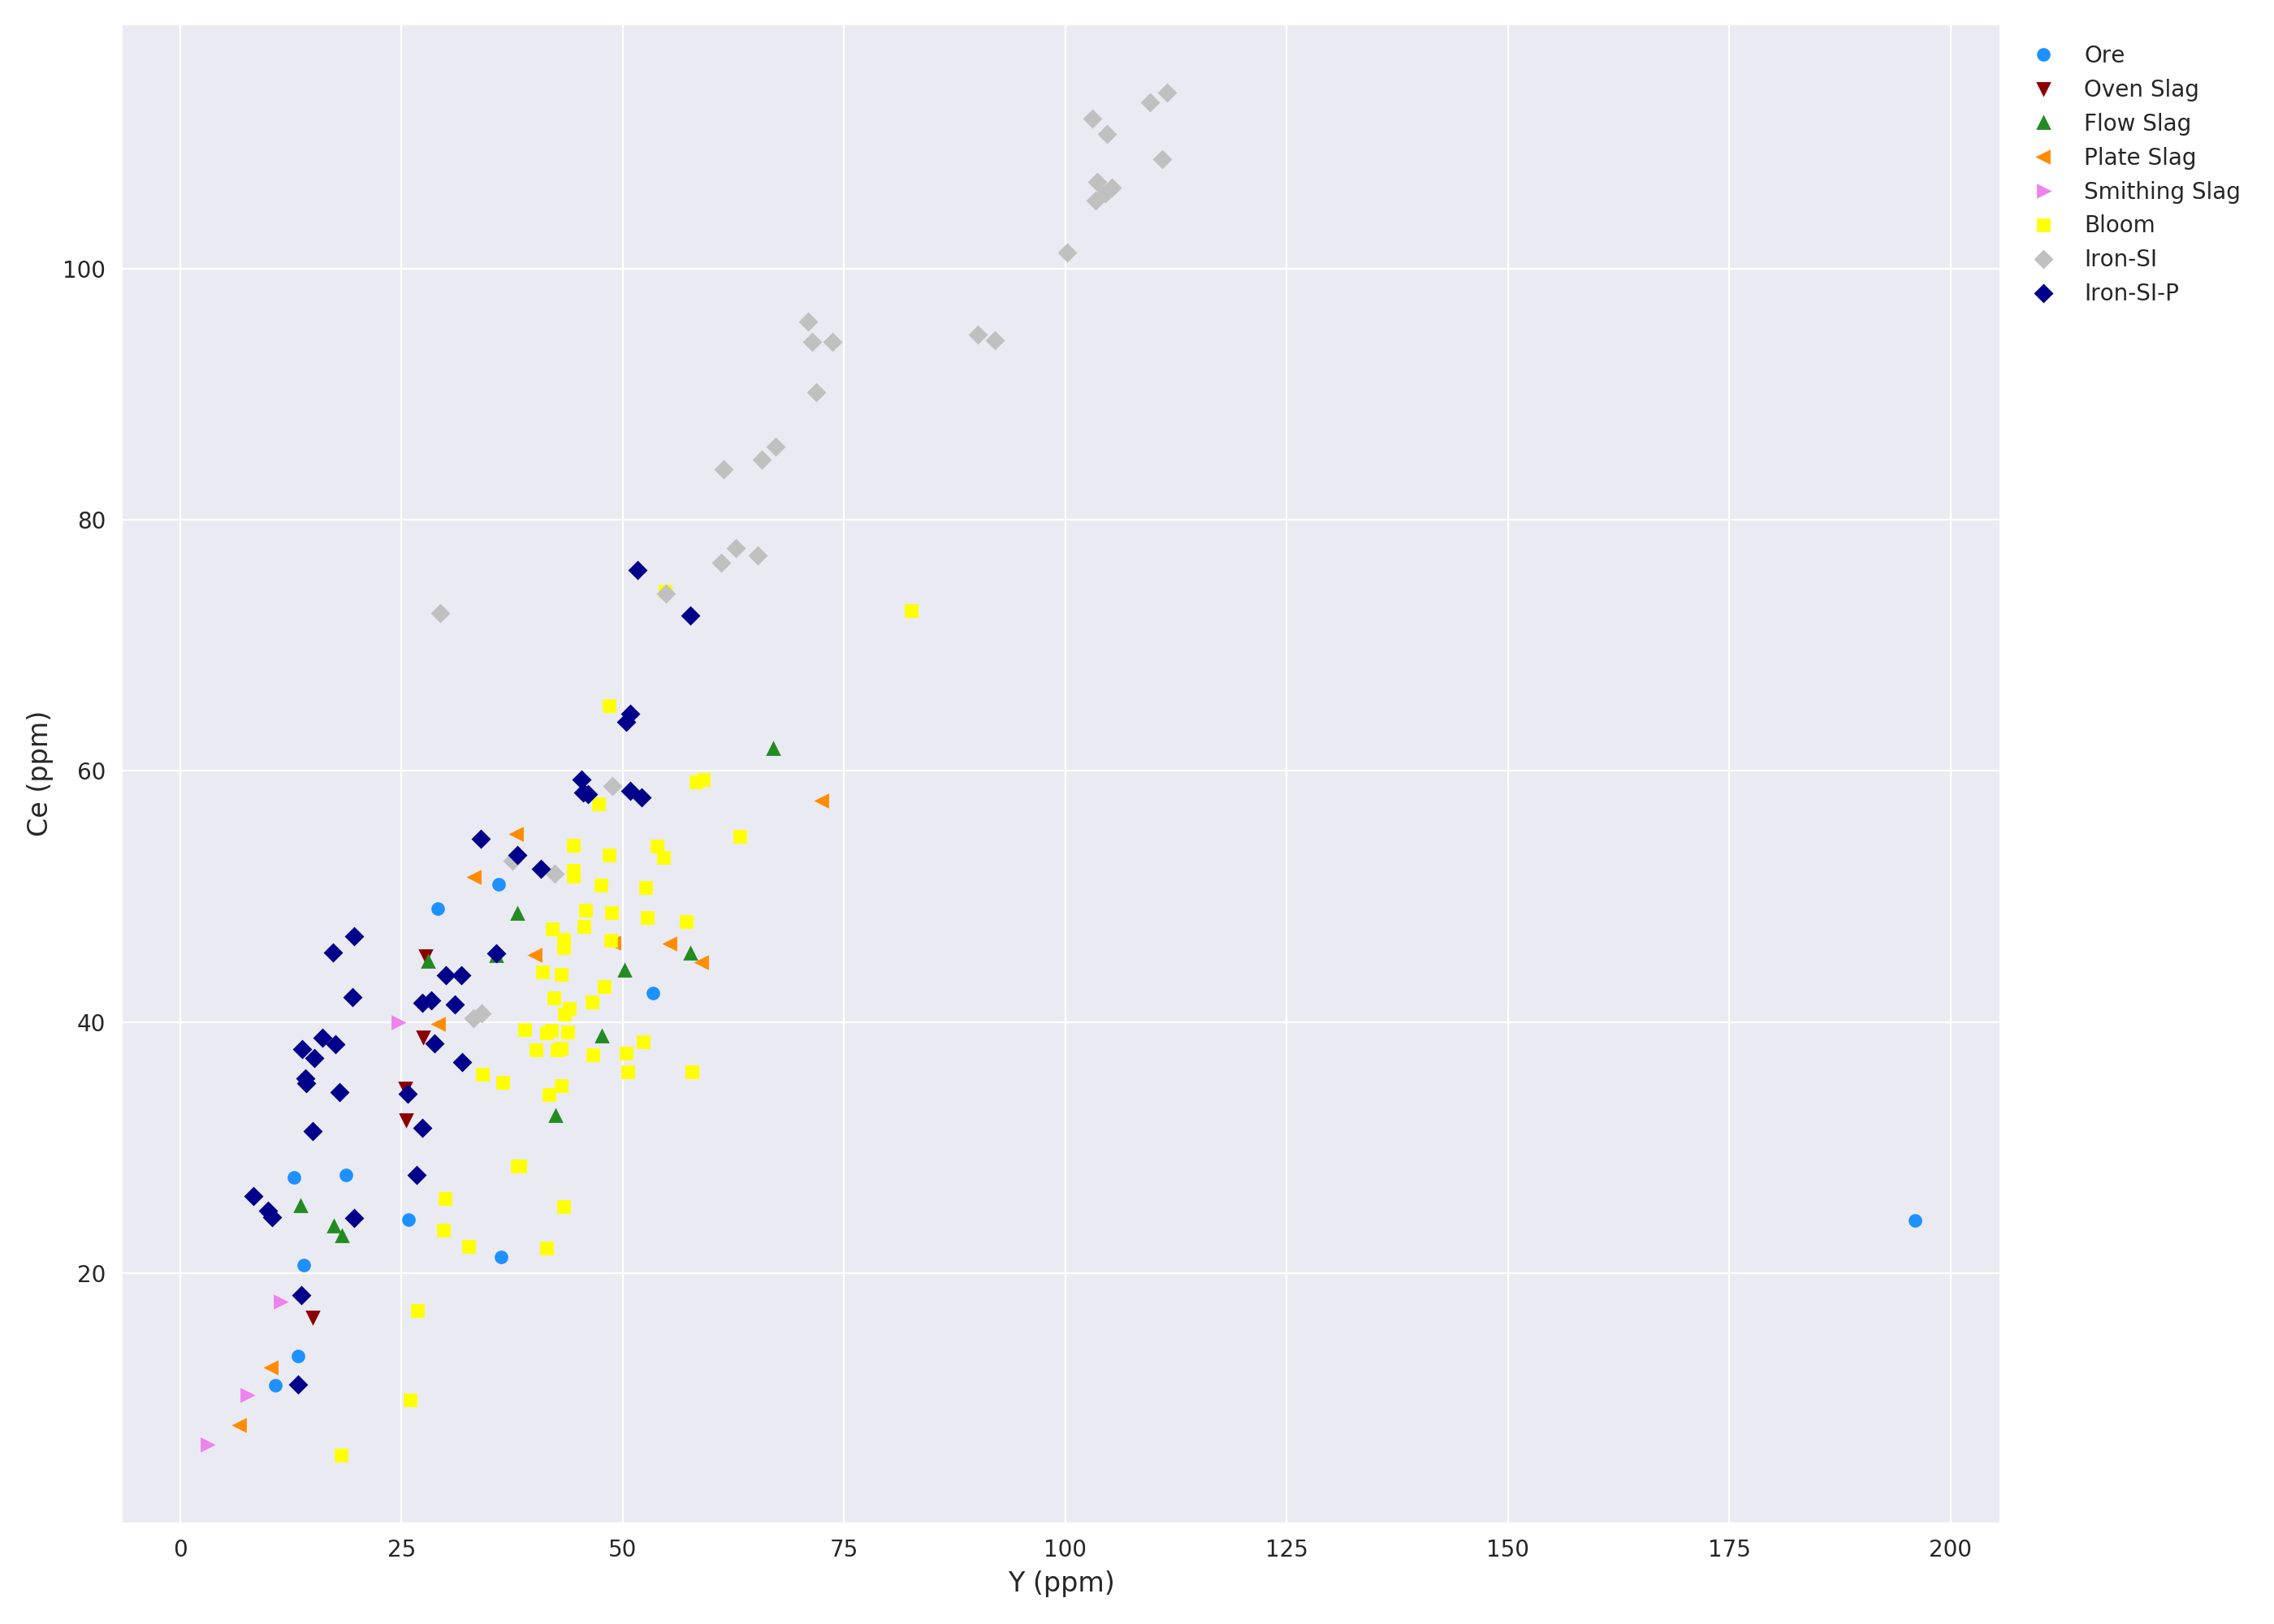 Ore
Oven Slag
Flow Slag
Plate Slag
Smithing Slag
Bloom
Iron-SI
Iron-SI-P
100
80
60
40
20
Ce (ppm)
0 25 50 75 100 125 150 175 200
Y (ppm)